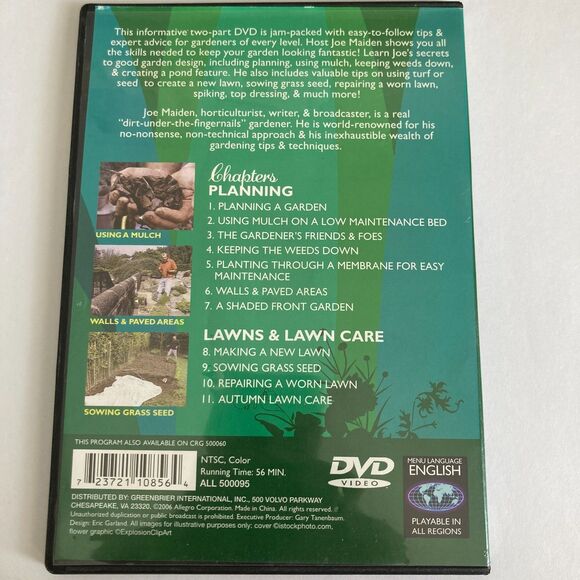 This informative two-part DVD is jam-packed with easy-to-follow tips &
expert advice for gardeners of every level. Host Joe Maiden shows you all
the skills needed to keep your garden looking fantastic! Learn Joe's secrets
to good garden design, including planning, using mulch, keeping weeds down,
& creating a pond feature. He also includes valuable tips on using turf or
seed to create a new lawn, sowing grass seed, repairing a worn lawn,
spiking, top dressing, & much more!
Joe Maiden, horticulturist, writer, & broadcaster, is a real
"dirt-under-the-fingernails" gardener. He is world-renowned for his
no-nonsense, non-technical approach & his inexhaustible wealth of
gardening tips & techniques.
Chapters
PLANNING
1. PLANNING A GARDEN
2. USING MULCH ON A LOW MAINTENANCE BED
3. THE GARDENER'S FRIENDS & FOES
4. KEEPING THE WEEDS DOWN
5. PLANTING THROUGH A MEMBRANE FOR EASY
MAINTENANCE
6. WALLS & PAVED AREAS
7. A SHADED FRONT GARDEN
LAWNS & LAWN CARE
8. MAKING A NEW LAWN
9. SOWING GRASS SEED
10. REPAIRING A WORN LAWN
11. AUTUMN LAWN CARE
USING A MULCH
WALLS & PAVED AREAS
SOWING GRASS SEED
THIS PROGRAM ALSO AVAILABLE ON CRG 500060
7 23721 10856 4
NTSC, Color
Running Time: 56 MIN.
ALL 500095
DVD
VIDEO
MENU LANGUAGE
ENGLISH
PLAYABLE IN
ALL REGIONS
DISTRIBUTED BY: GREENBRIER INTERNATIONAL, INC., 500 VOLVO PARKWAY
CHESAPEAKE, VA 23320. ©2006 Allegro Corporation. Made in China. All rights reserved.
Unauthorized duplication or public broadcast is prohibited. Executive Producer: Gary Tanenbaum.
Design: Eric Garland. All images for illustrative purposes only: cover ©istockphoto.com,
flower graphic ©ExplosionClipArt